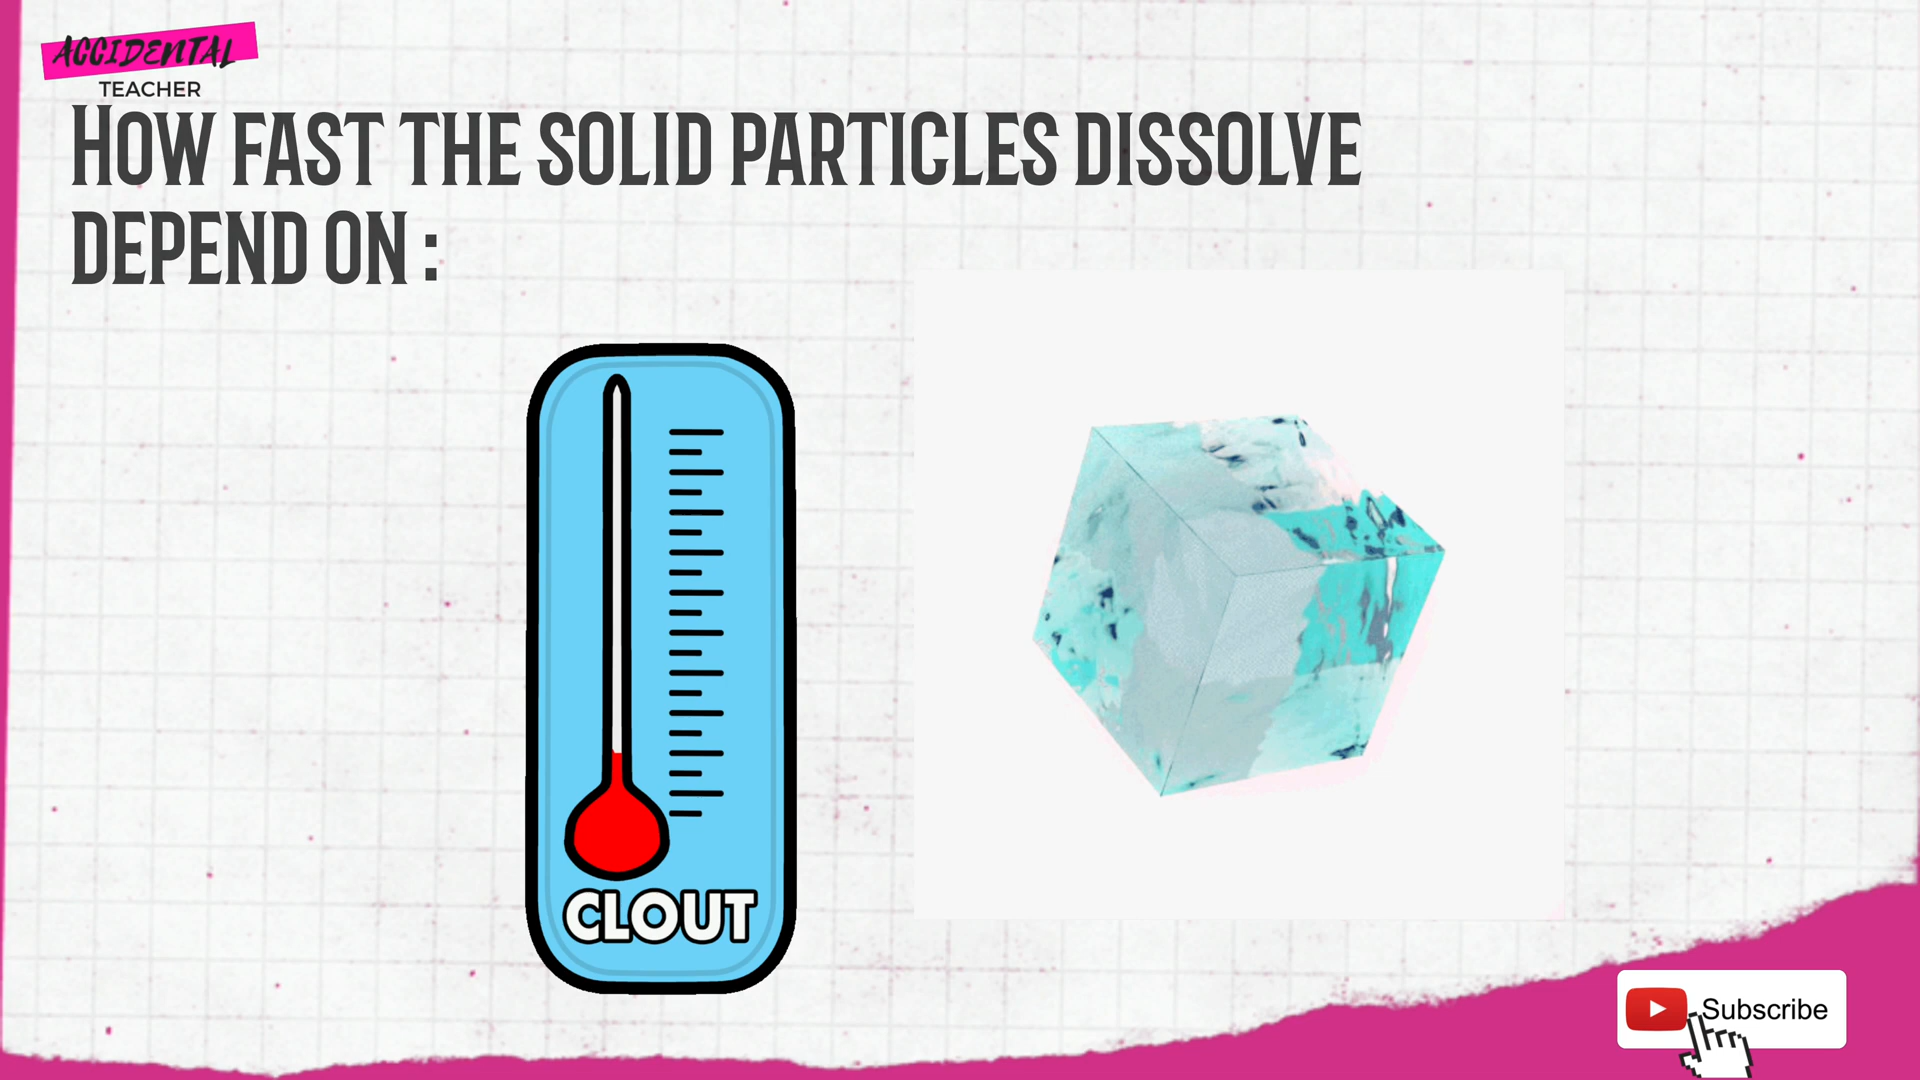 ACCIDENTAL
TEACHER
HOW FAST THE SOLID PARTICLES DISSOLVE
DEPEND ON :
CLOUT
Subscribe